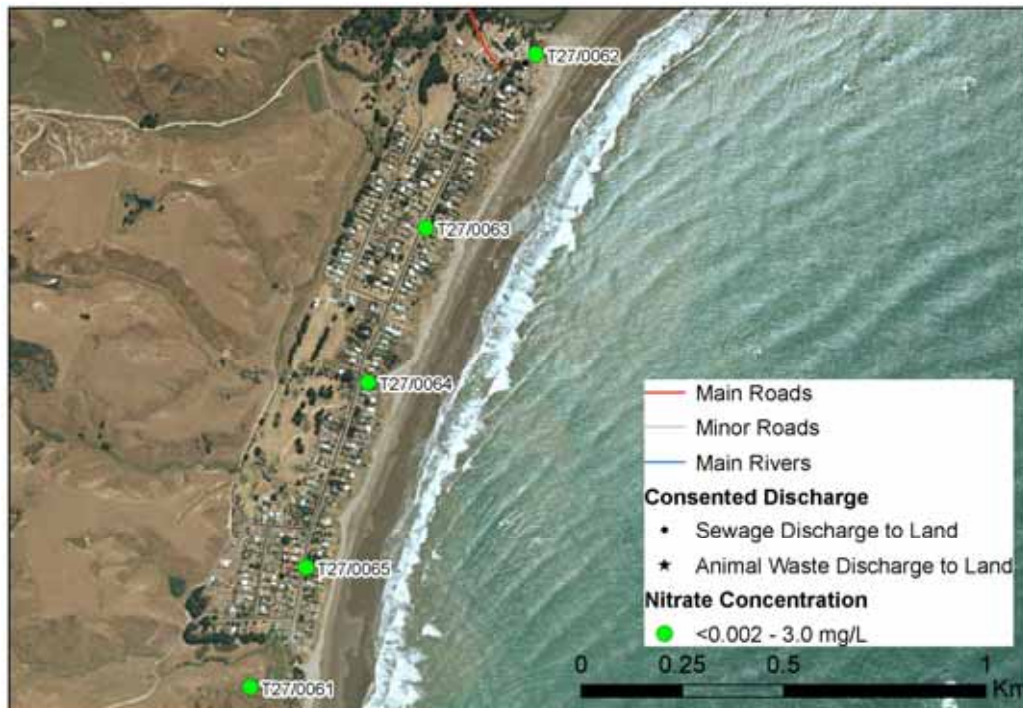 T27/0062
T27/0063
T27/0064
T27/0065
T27/0061
Main Roads
Minor Roads
Main Rivers
Consented Discharge
Sewage Discharge to Land
Animal Waste Discharge to Land
Nitrate Concentration
<0.002 - 3.0 mg/L
0 0.25 0.5 1
Km